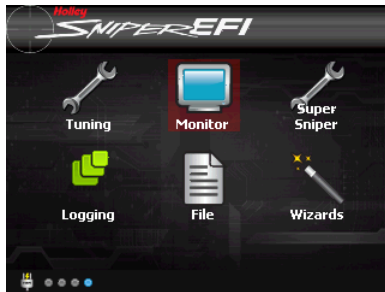 Holley
SNIPER EFI
Tuning
Monitor
Super
Sniper
Logging
File
Wizards